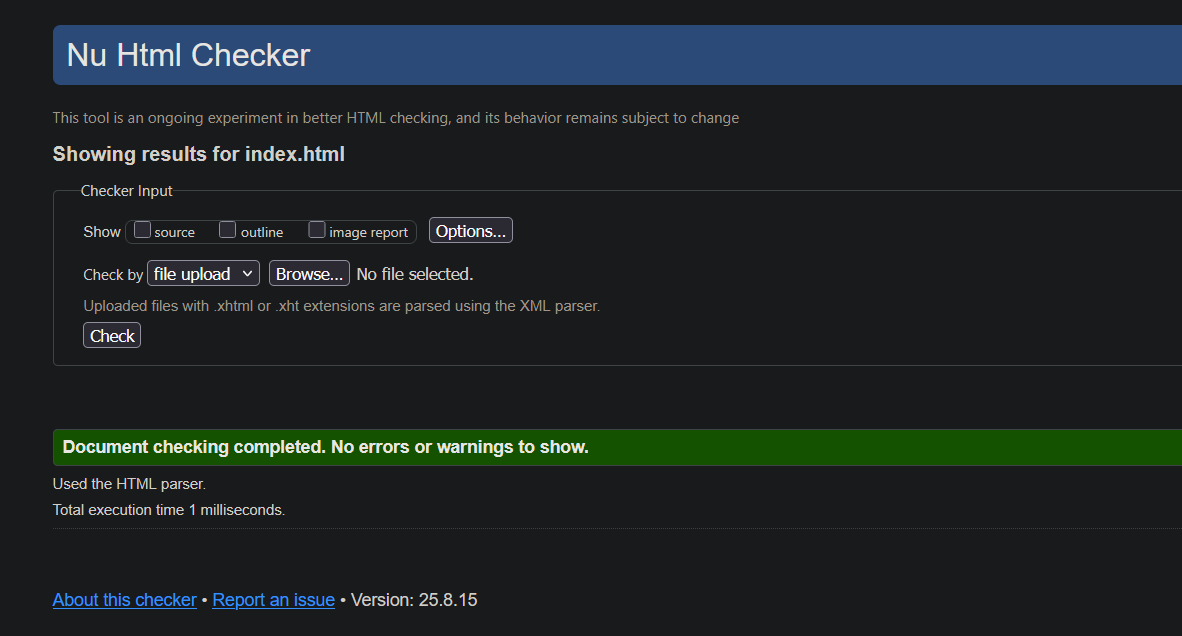 Nu Html Checker
This tool is an ongoing experiment in better HTML checking, and its behavior remains subject to change
Showing results for index.html
Checker Input
Show source outline image report Options...
Check by file upload Browse... No file selected.
Uploaded files with .xhtml or .xht extensions are parsed using the XML parser.
Check
Document checking completed. No errors or warnings to show.
Used the HTML parser.
Total execution time 1 milliseconds.
About this checker • Report an issue • Version: 25.8.15